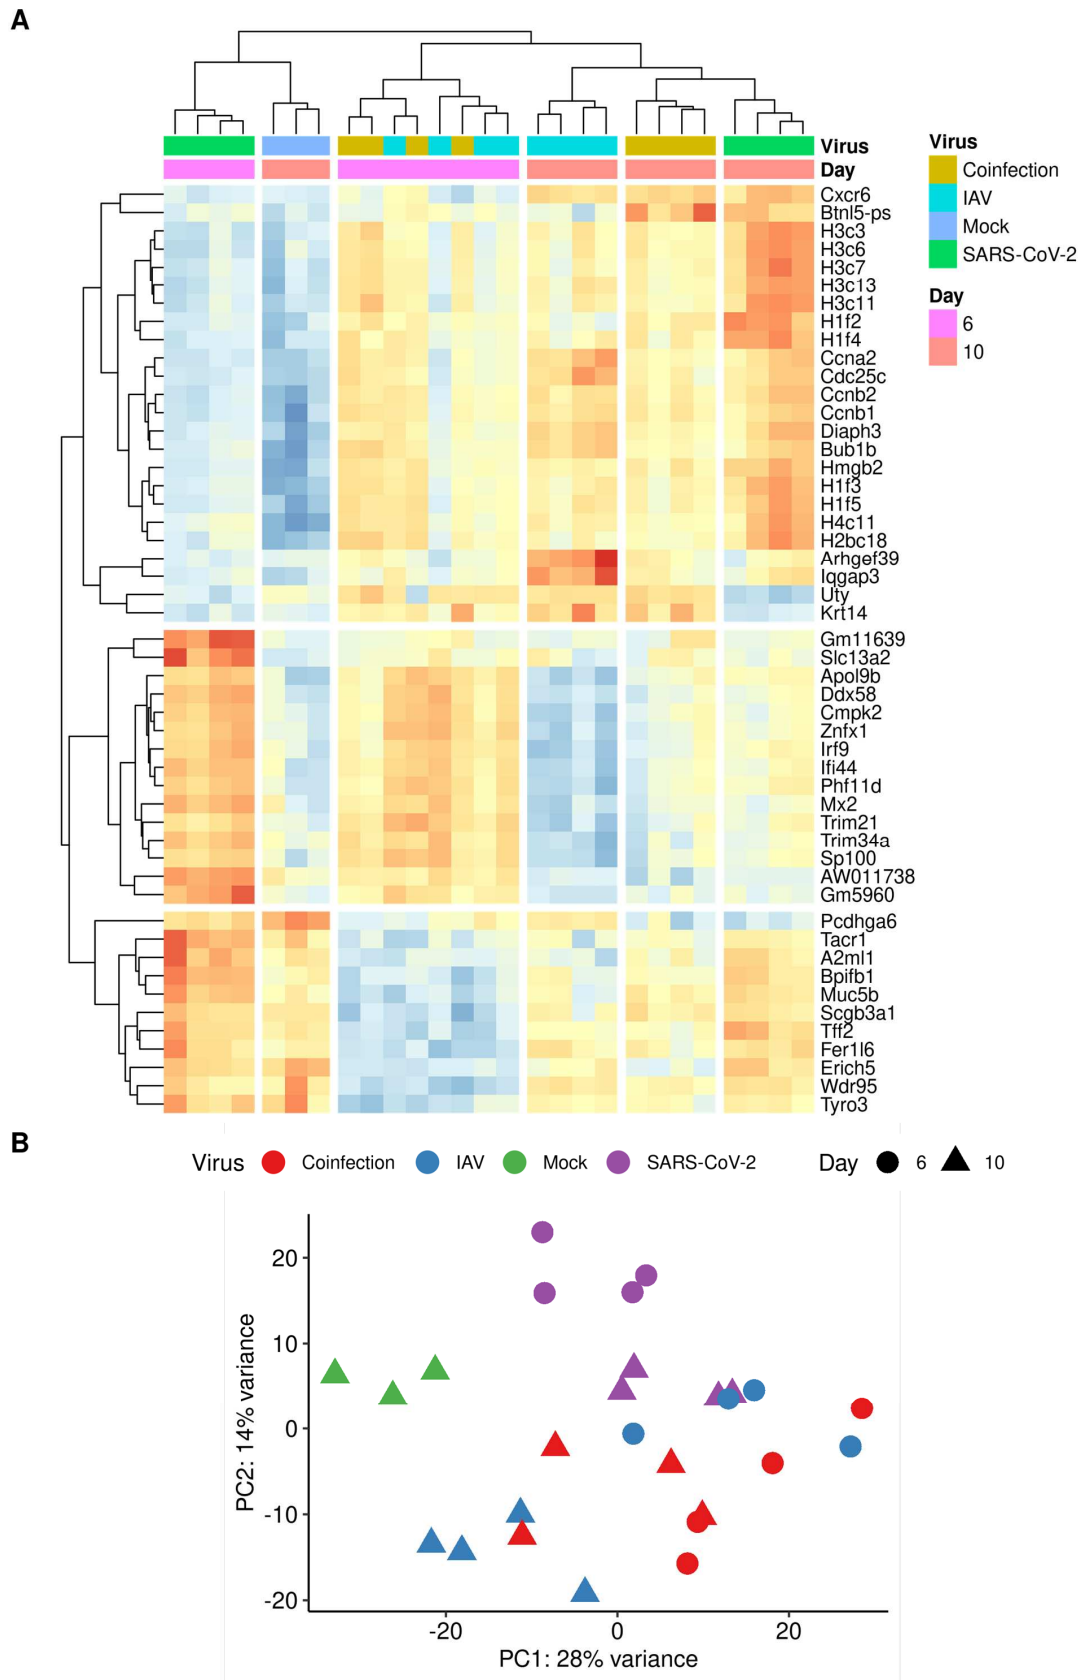 A
Virus
Day
Virus
Coinfection
IAV
Mock
SARS-CoV-2
Day
6
10
Cxcr6
Btnl5-ps
H3c3
H3c6
H3c7
H3c13
H3c11
H1f2
H1f4
Ccna2
Cdc25c
Ccnb2
Ccnb1
Diaph3
Bub1b
Hmgb2
H1f3
H1f5
H4c11
H2bc18
Arhgef39
Iqgap3
Uty
Krt14
Gm11639
Slc13a2
Apol9b
Ddx58
Cmpk2
Znfx1
Irf9
Ifi44
Phf11d
Mx2
Trim21
Trim34a
Sp100
AW011738
Gm5960
Pcdhga6
Tacr1
A2ml1
Bpifb1
Muc5b
Scgb3a1
Tff2
Fer1l6
Erich5
Wdr95
Tyro3
B
Virus Coinfection IAV Mock SARS-CoV-2 Day 6 10
PC2: 14% variance
20
10
0
-10
-20
-20 0 20
PC1: 28% variance